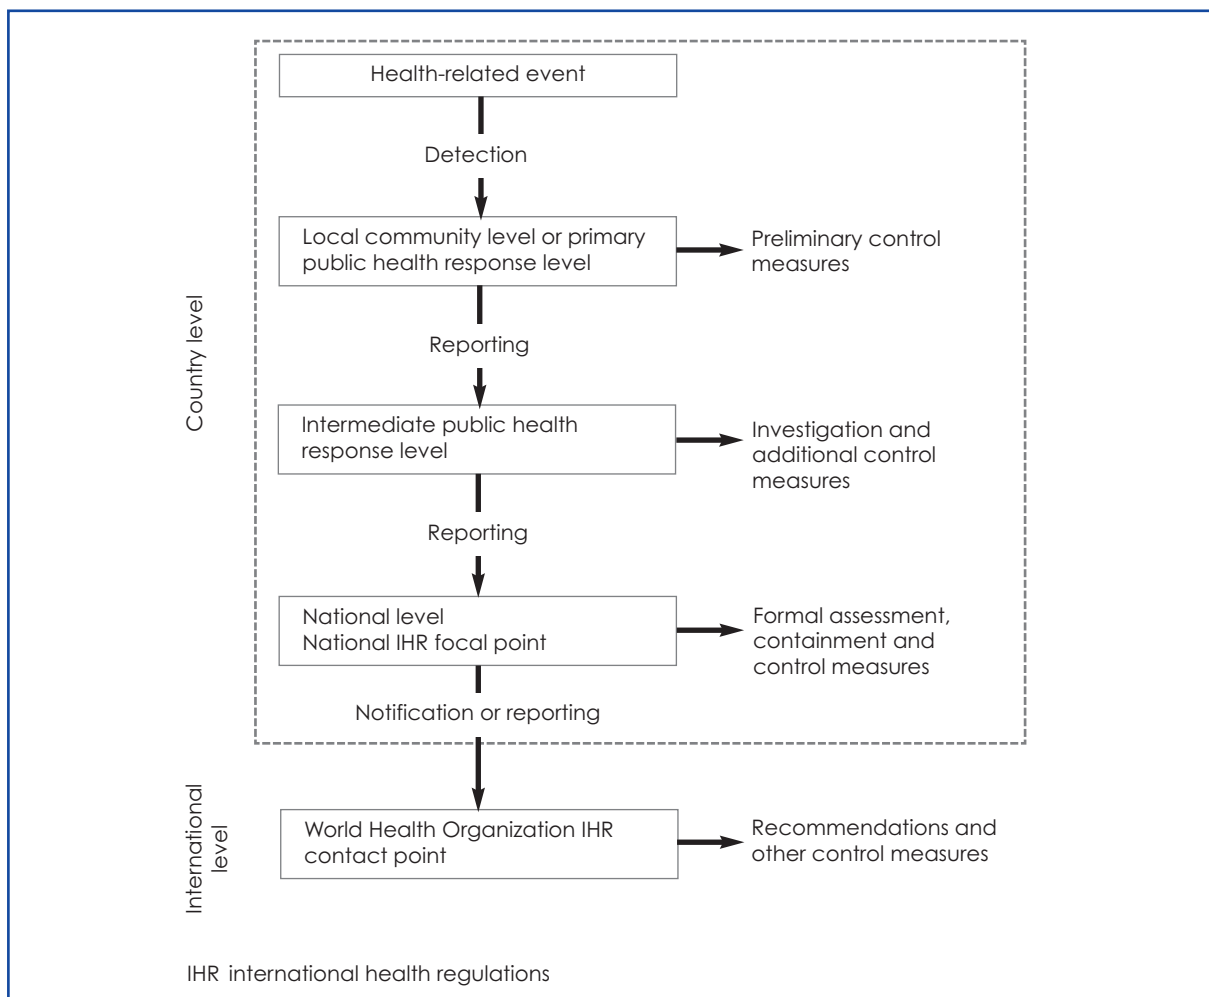 Health-related event
Detection
Local community level or primary
public health response level
Preliminary control
measures
Reporting
Country level
Intermediate public health
response level
Investigation and
additional control
measures
Reporting
National level
National IHR focal point
Formal assessment,
containment and
control measures
Notification or reporting
International
level
World Health Organization IHR
contact point
Recommendations and
other control measures
IHR international health regulations